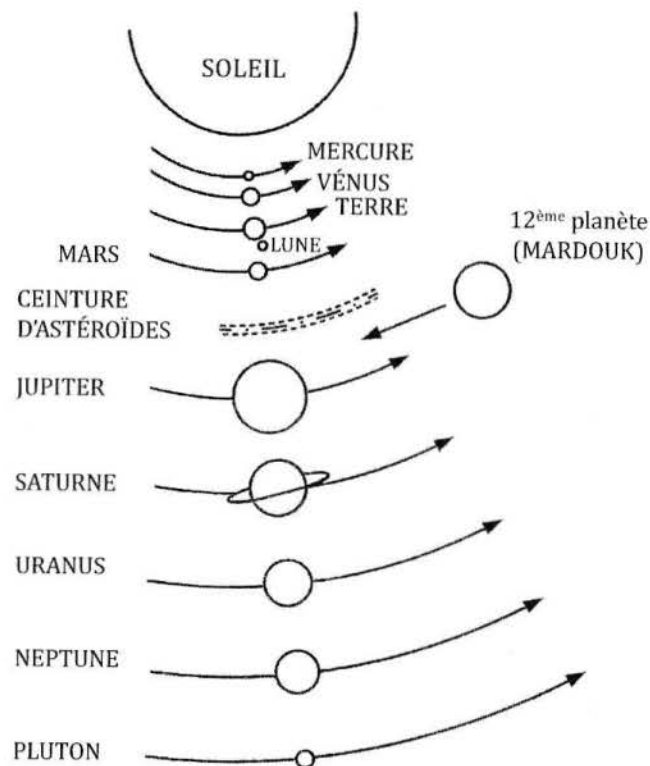 SOLEIL
MERCURE
VÉNUS
TERRE
LUNE
MARS
12ème planète
(MARDOUK)
CEINTURE
D'ASTÉROÏDES
JUPITER
SATURNE
URANUS
NEPTUNE
PLUTON